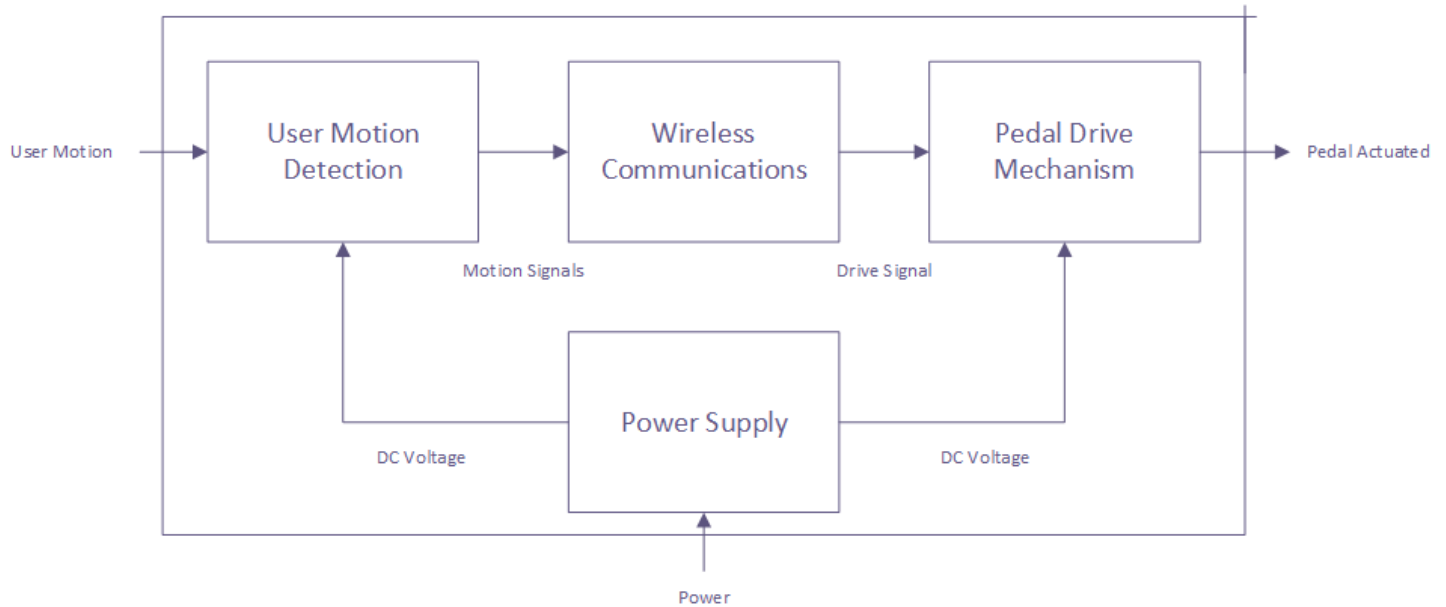 User Motion
User Motion
Detection
Wireless
Communications
Pedal Drive
Mechanism
Pedal Actuated
Motion Signals
Drive Signal
Power Supply
DC Voltage
DC Voltage
Power